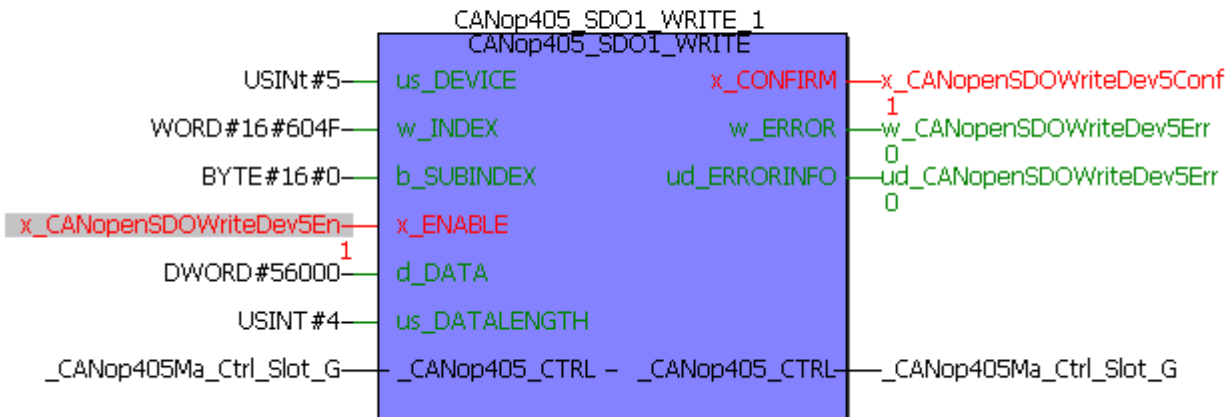 CANop405_SDO1_WRITE_1
CANop405_SDO1_WRITE
USINt#5 us_DEVICE x_CONFIRM x_CANopenSDOWriteDev5Conf
1
WORD#16#604F w_INDEX w_ERROR w_CANopenSDOWriteDev5Err
0
BYTE#16#0 b_SUBINDEX ud_ERRORINFO ud_CANopenSDOWriteDev5Err
0
x_CANopenSDOWriteDev5En x_ENABLE
1
DWORD#56000 d_DATA
USINT#4 us_DATALENGTH
_CANop405Ma_Ctrl_Slot_G _CANop405_CTRL – _CANop405_CTRL _CANop405Ma_Ctrl_Slot_G